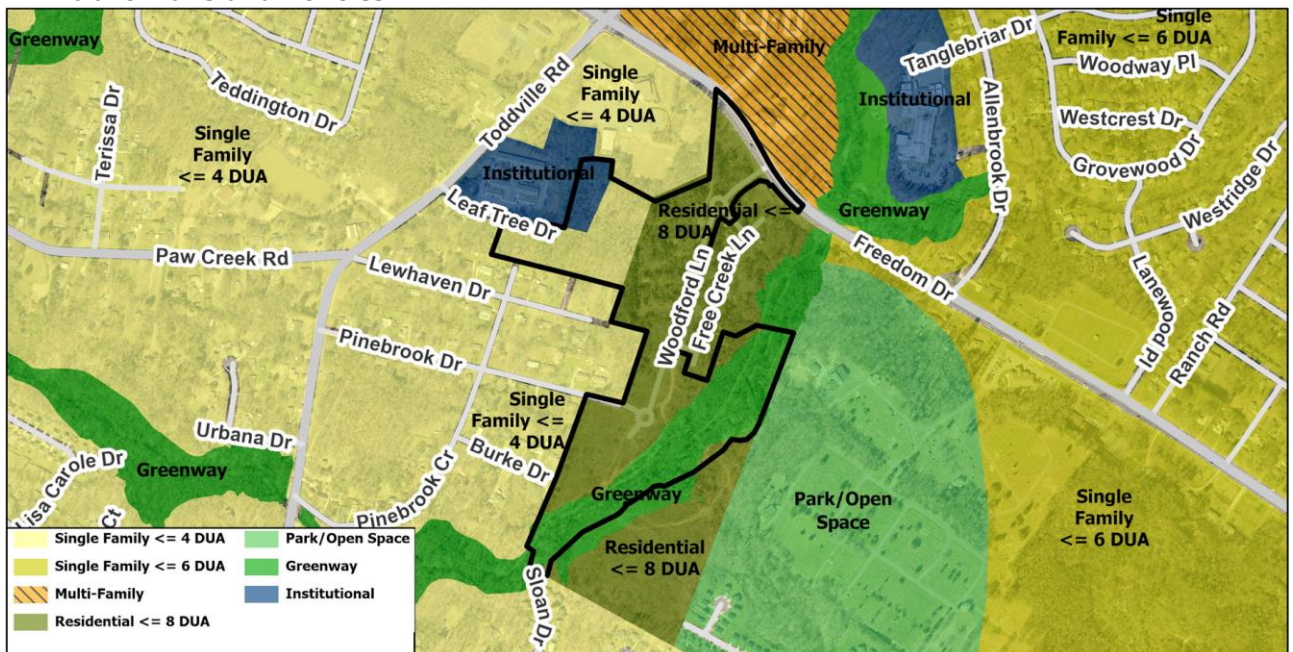 Greenway
Teddington Dr
Terissa Dr
Single
Family
<= 4 DUA
Toddville Rd
Single
Family
<= 4 DUA
Multi-Family
Tanglebriar Dr
Single
Family <= 6 DUA
Woodway Pl
Institutional
Allenbrook Dr
Westcrest Dr
Grovewood Dr
Westridge Dr
Institutional
Leaf Tree Dr
Residential <=
8 DUA
Greenway
Paw Creek Rd
Lewhaven Dr
Woodford Ln
Free Creek Ln
Freedom Dr
Lanewood Pl
Ranch Rd
Pinebrook Dr
Single
Family <=
4 DUA
Urbana Dr
Burke Dr
Lisa Carole Dr
Greenway
Ct
Pinebrook Cr
Greenway
Park/Open
Space
Single
Family
<= 6 DUA
Residential
<= 8 DUA
Sloan Dr
Single Family <= 4 DUA
Park/Open Space
Single Family <= 6 DUA
Greenway
Multi-Family
Institutional
Residential <= 8 DUA